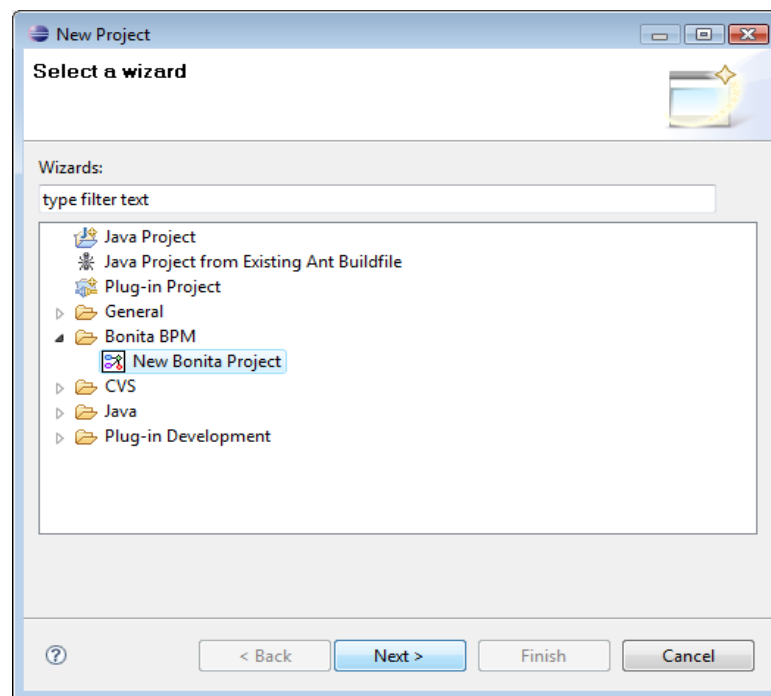 New Project
Select a wizard
Wizards:
type filter text
Java Project
Java Project from Existing Ant Buildfile
Plug-in Project
General
Bonita BPM
New Bonita Project
CVS
Java
Plug-in Development
? < Back Next > Finish Cancel